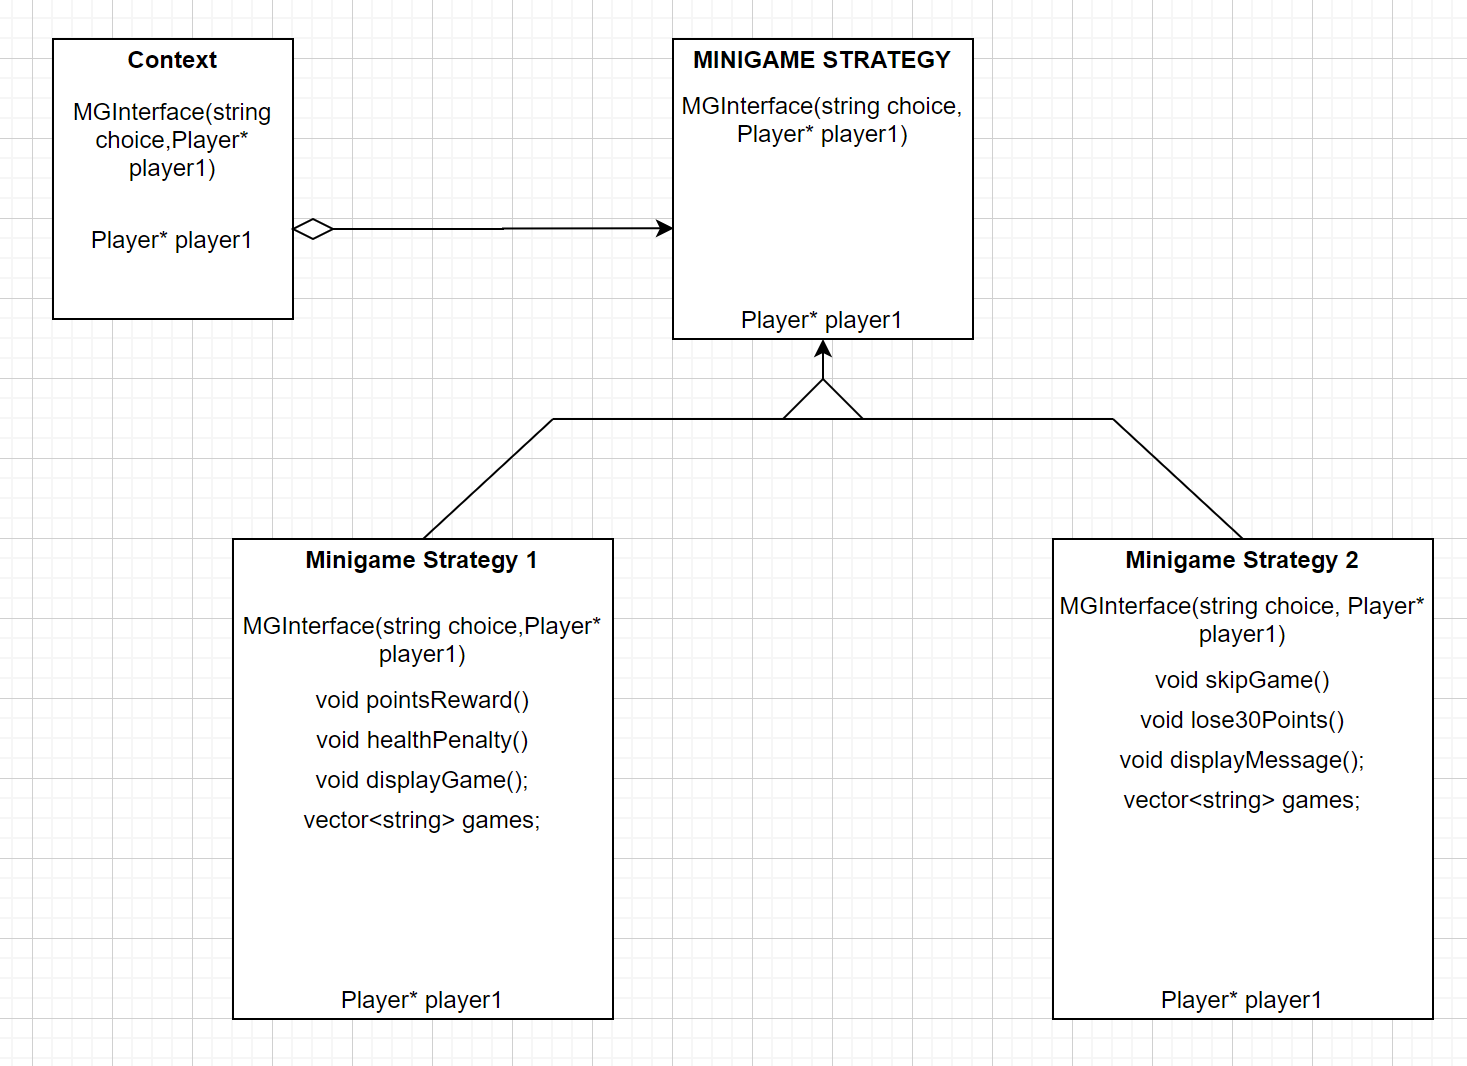 Context
MGInterface(string
choice,Player*
player1)
Player* player1
MINIGAME STRATEGY
MGInterface(string choice,
Player* player1)
Player* player1
Minigame Strategy 1
MGInterface(string choice,Player*
player1)
void pointsReward()
void healthPenalty()
void displayGame();
vector<string> games;
Player* player1
Minigame Strategy 2
MGInterface(string choice, Player*
player1)
void skipGame()
void lose30Points()
void displayMessage();
vector<string> games;
Player* player1